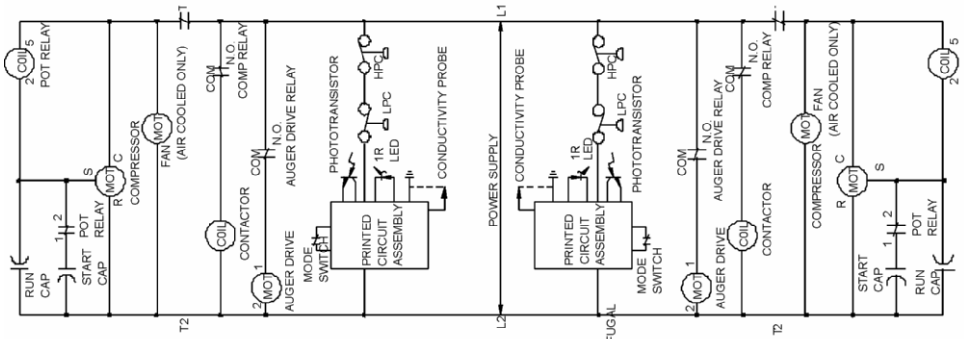 COIL
2 5
POT RELAY
RUN
CAP
START
CAP
1 2
POT
RELAY
MOT
S
R C
COMPRESSOR
MOT
FAN
(AIR COOLED ONLY)
T2
COIL
CONTACTOR
COM
N.O.
COMP RELAY
MOT
2 1
AUGER DRIVE
COM
N.O.
AUGER DRIVE RELAY
MODE
SWITCH
PRINTED
CIRCUIT
ASSEMBLY
PHOTOTRANSISTOR
1R
LED
LPC
HPC
CONDUCTIVITY PROBE
L1
POWER SUPPLY
L2
CONDUCTIVITY PROBE
1R
LED
PHOTOTRANSISTOR
LPC
HPC
PRINTED
CIRCUIT
ASSEMBLY
FUGAL
MODE
SWITCH
MOT
2 1
AUGER DRIVE
COM
N.O.
AUGER DRIVE RELAY
COIL
CONTACTOR
COM
N.O.
COMP RELAY
T2
MOT
FAN
(AIR COOLED ONLY)
COMPRESSOR
MOT
R C
S
START
CAP
1 2
POT
RELAY
RUN
CAP
COIL
2 5